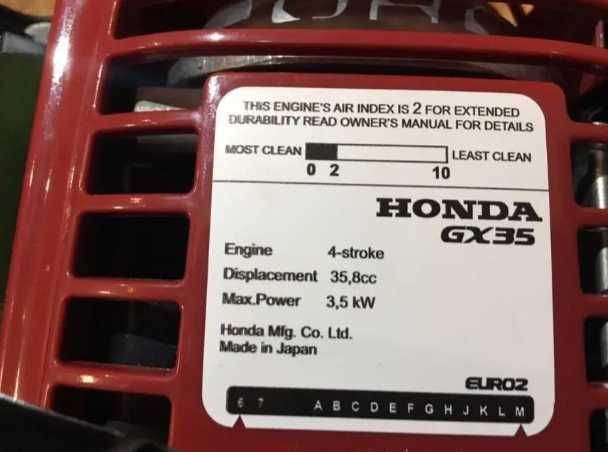 THIS ENGINE'S AIR INDEX IS 2 FOR EXTENDED
DURABILITY READ OWNER'S MANUAL FOR DETAILS
MOST CLEAN LEAST CLEAN
0 2 10
HONDA
GX35
Engine 4-stroke
Displacement 35,8cc
Max.Power 3,5 kW
Honda Mfg. Co. Ltd.
Made in Japan
EURO2
6 7 A B C D E F G H J K L M